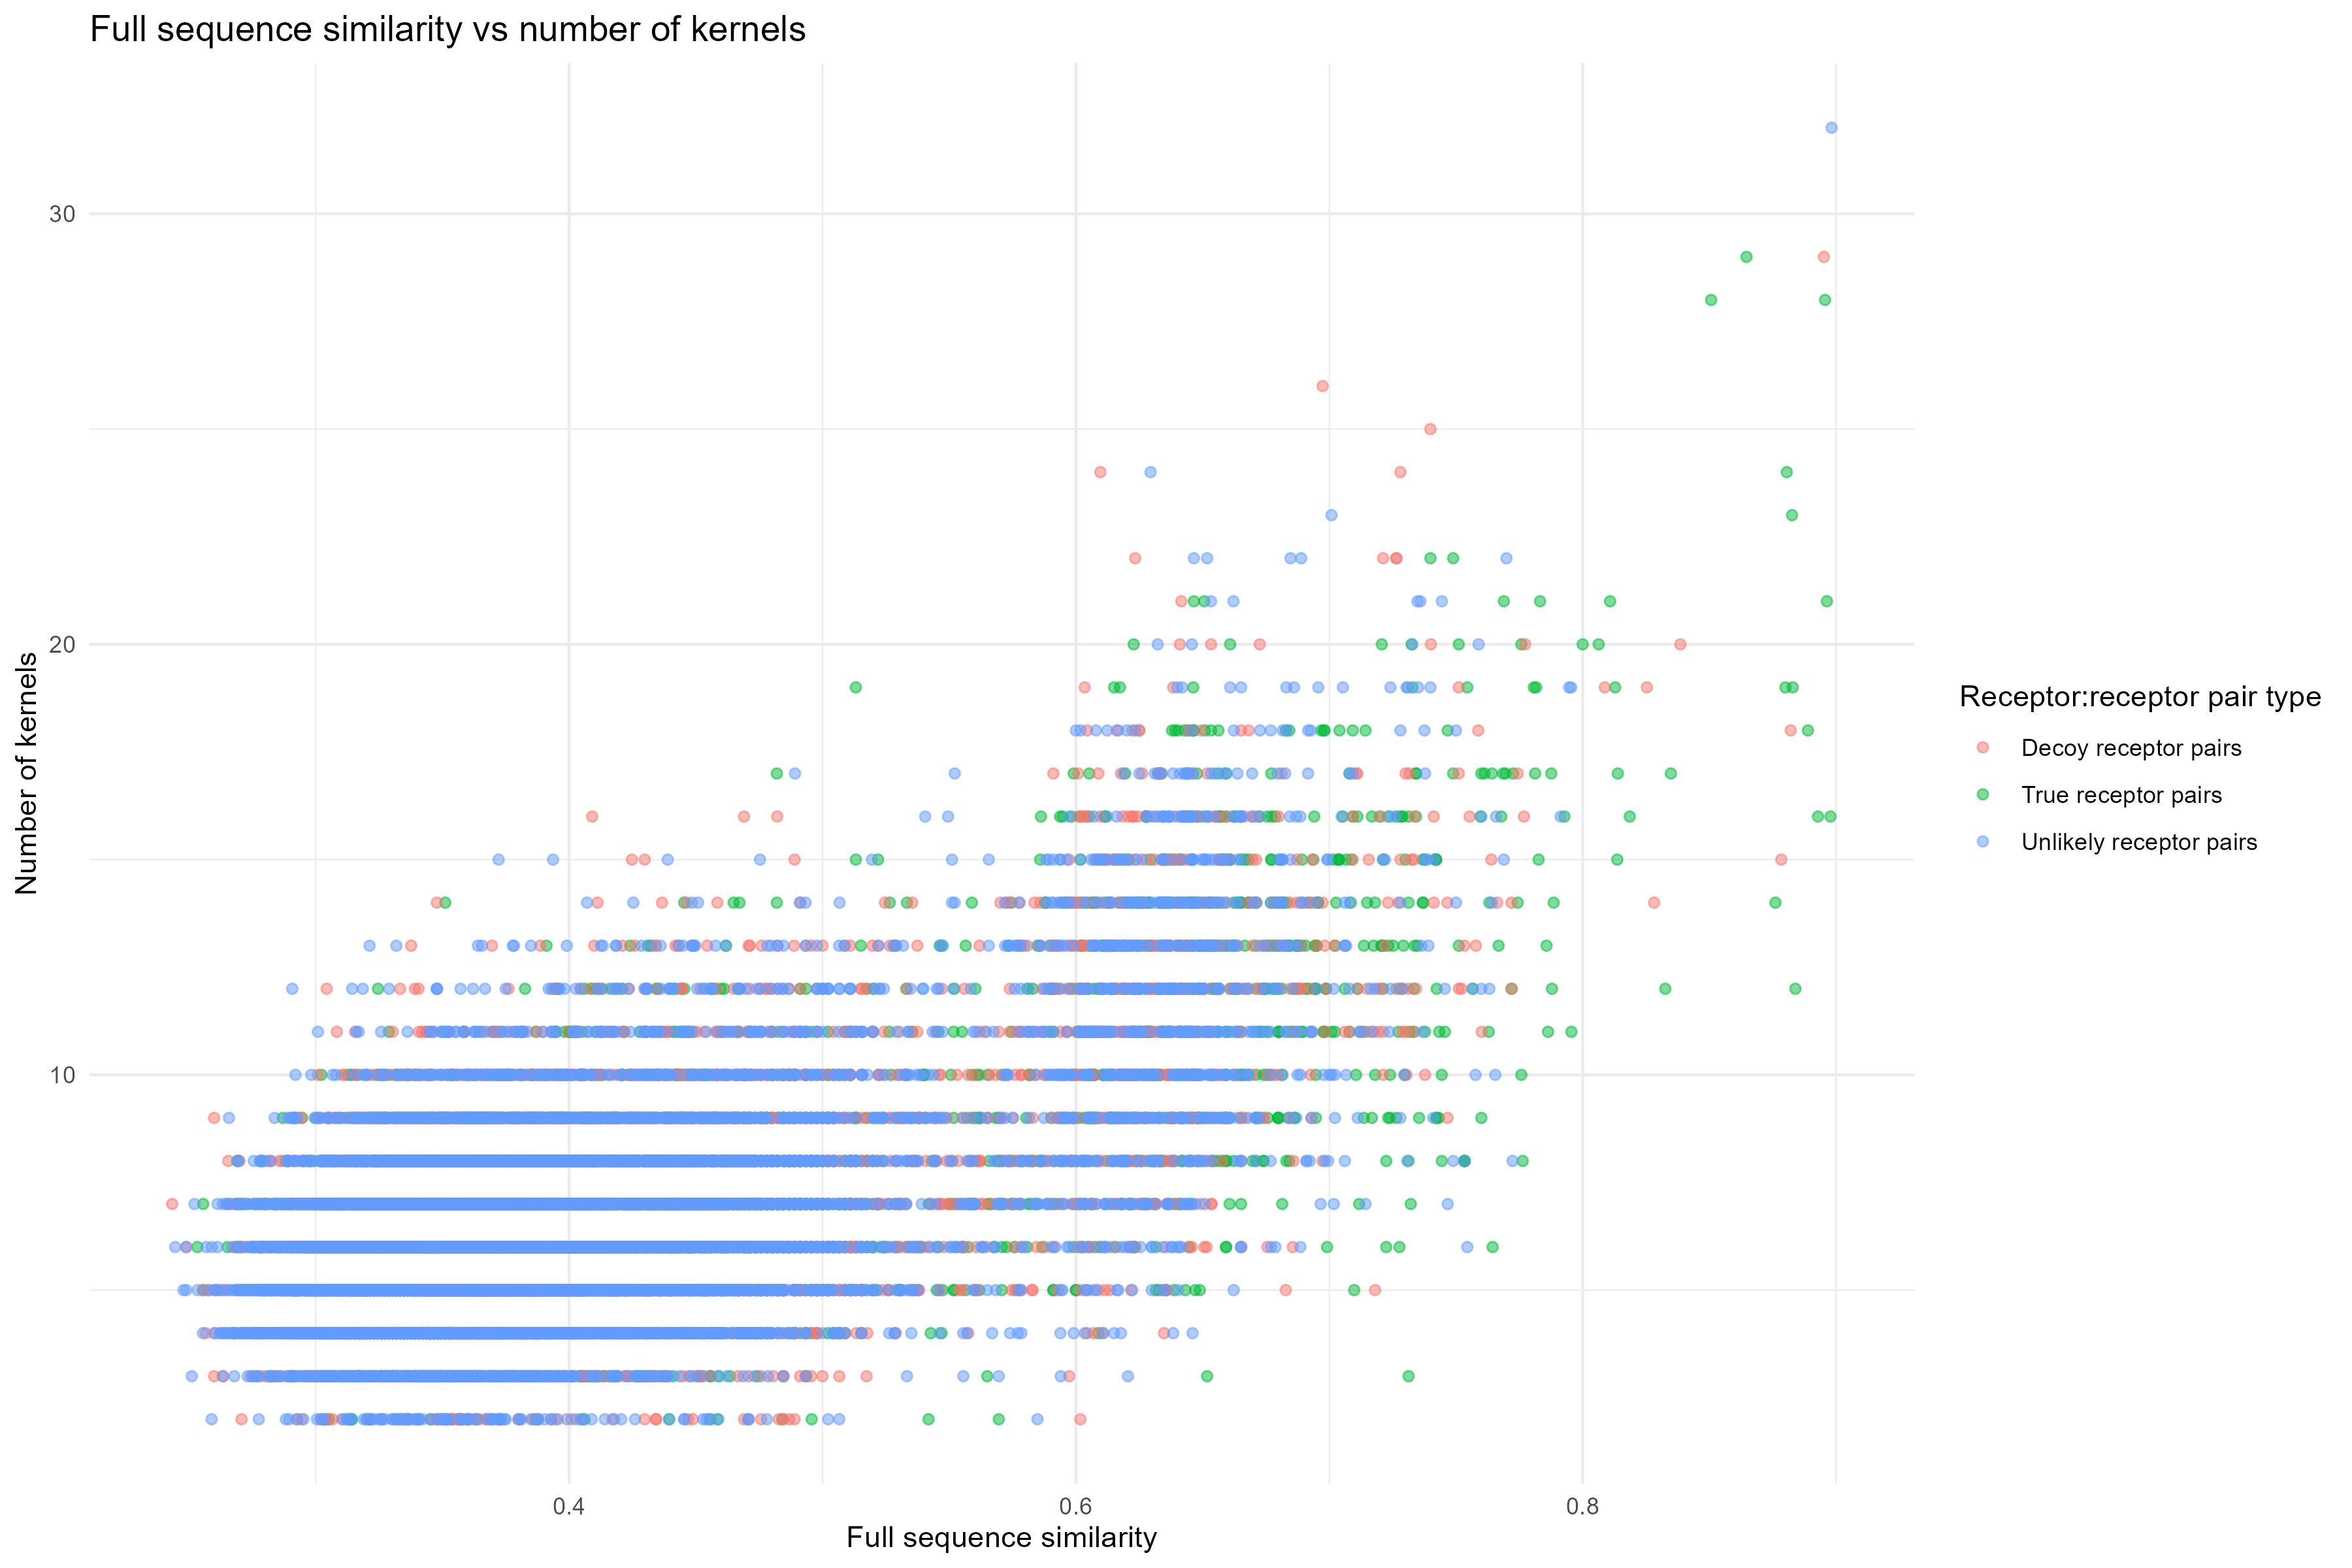 Full sequence similarity vs number of kernels
30
20
10
Number of kernels
0.4
0.6
0.8
Full sequence similarity
Receptor:receptor pair type
Decoy receptor pairs
True receptor pairs
Unlikely receptor pairs